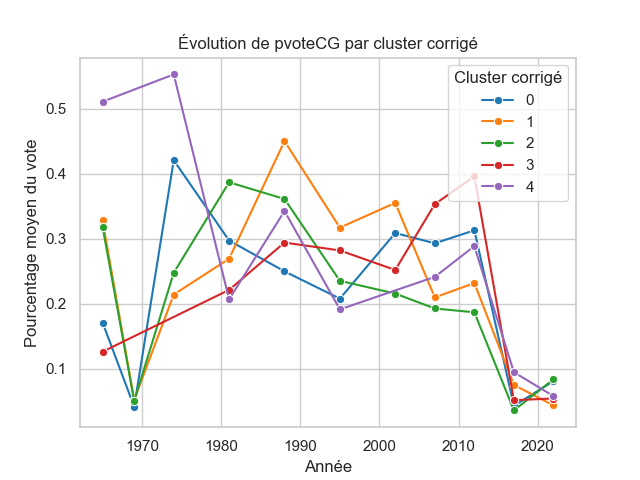 Évolution de pvoteCG par cluster corrigé
Cluster corrigé
0
1
2
3
4
Pourcentage moyen du vote
0.5
0.4
0.3
0.2
0.1
1970 1980 1990 2000 2010 2020
Année